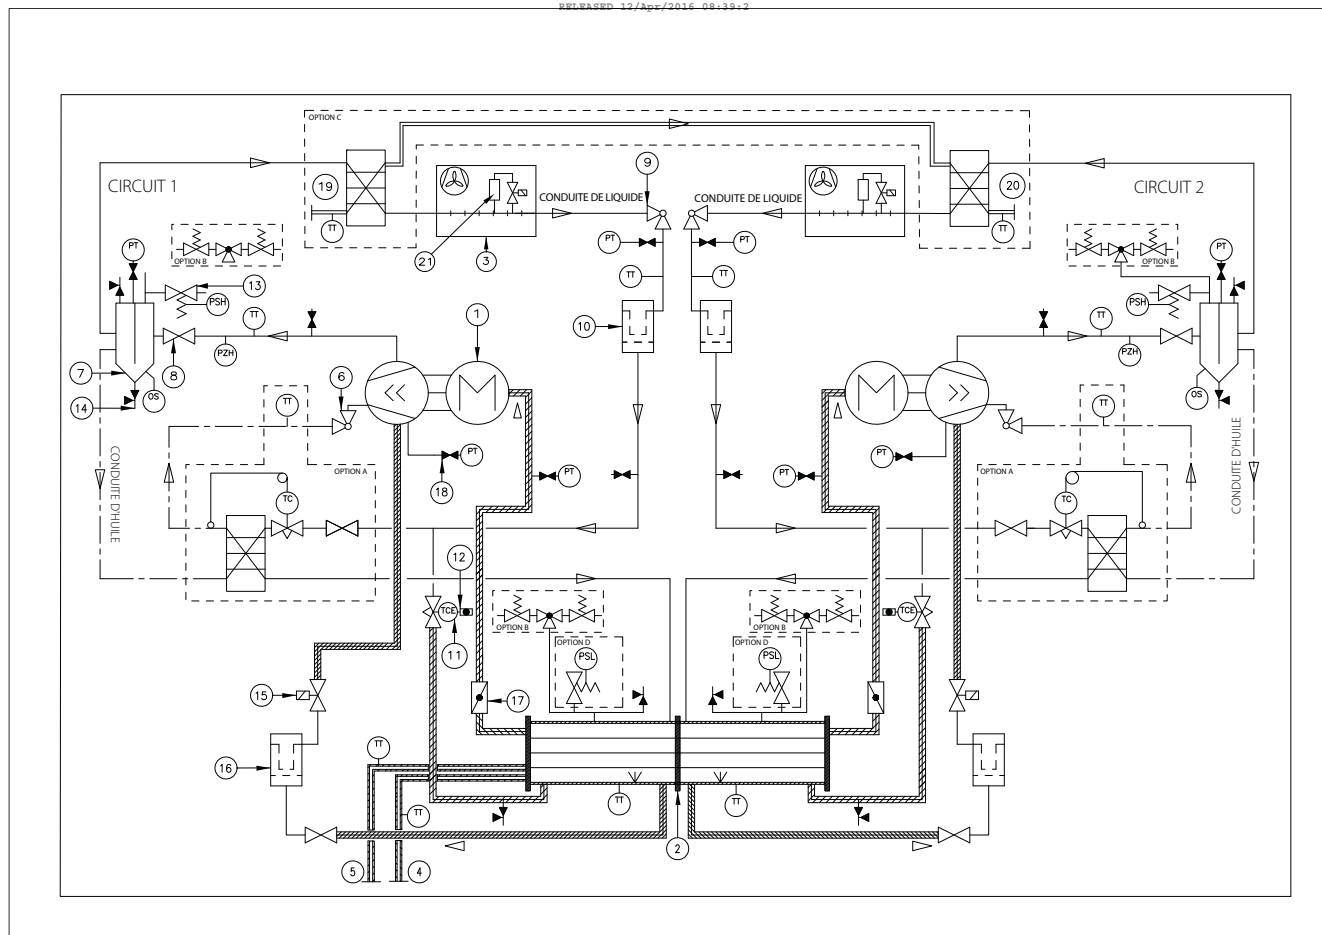 RELEASED 12/Apr/2016 08:39:2
OPTION C
CIRCUIT 1
19
TT
21
3
CONDUITE DE LIQUIDE
9
CONDUITE DE LIQUIDE
20
TT
CIRCUIT 2
PT
OPTION B
13
PSH
TT
PZH
8
7
14
OS
PT
TT
10
1
6
PT
TT
OPTION B
PT
PSH
TT
PZH
OS
TT
OPTION A
CONDUITE D'HUILE
TC
PT
18
PT
PT
PT
TT
OPTION A
TC
CONDUITE D'HUILE
12
TCE
11
OPTION B
OPTION D
PSL
OPTION B
OPTION D
PSL
TCE
15
17
16
TT
TT
TT
TT
2
5
4